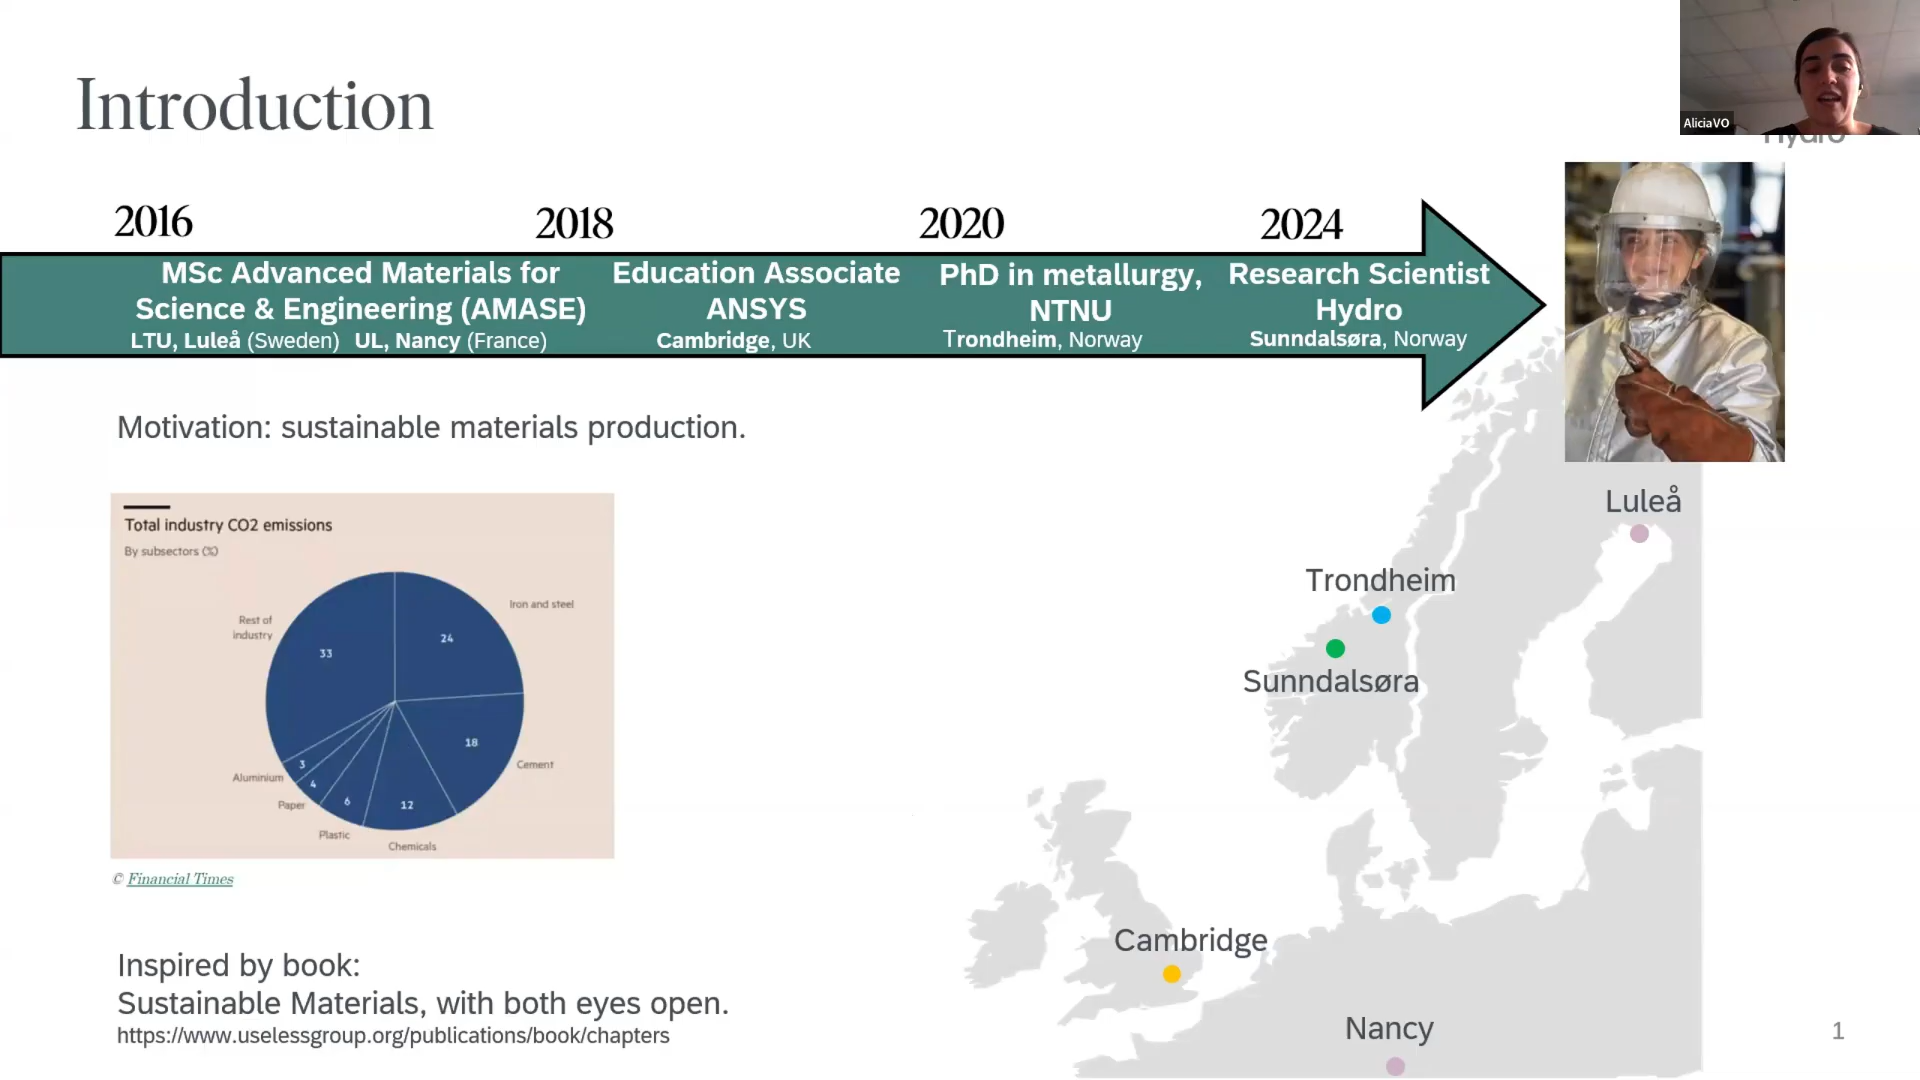 Introduction
AliciaVO
Hydro
2016
2018
2020
2024
MSc Advanced Materials for
Science & Engineering (AMASE)
LTU, Luleå (Sweden) UL, Nancy (France)
Education Associate
ANSYS
Cambridge, UK
PhD in metallurgy,
NTNU
Trondheim, Norway
Research Scientist
Hydro
Sunndalsøra, Norway
Motivation: sustainable materials production.
Total industry CO2 emissions
By subsectors (%)
Iron and steel
24
Cement
18
Chemicals
12
Plastic
6
Paper
4
Aluminium
3
Rest of
industry
33
© Financial Times
Inspired by book:
Sustainable Materials, with both eyes open.
https://www.uselessgroup.org/publications/book/chapters
Luleå
Trondheim
Sunndalsøra
Cambridge
Nancy
1